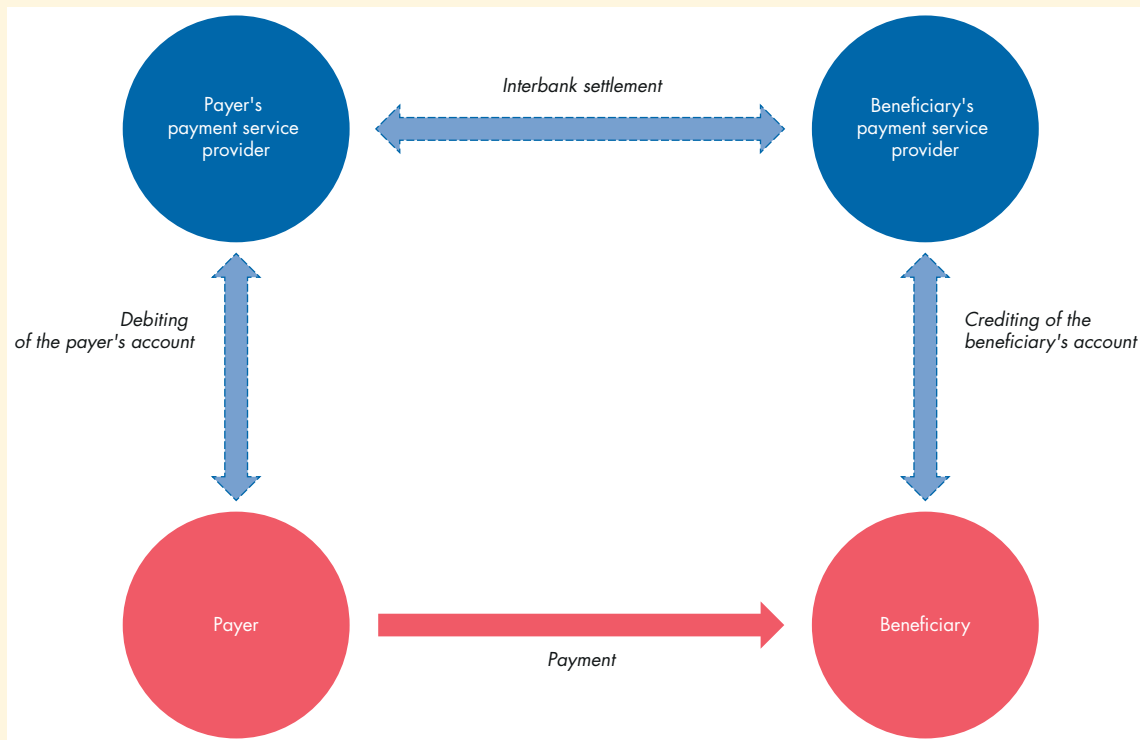 Payer's
payment service
provider
Interbank settlement
Beneficiary's
payment service
provider
Debiting
of the payer's account
Crediting of the
beneficiary's account
Payer
Payment
Beneficiary